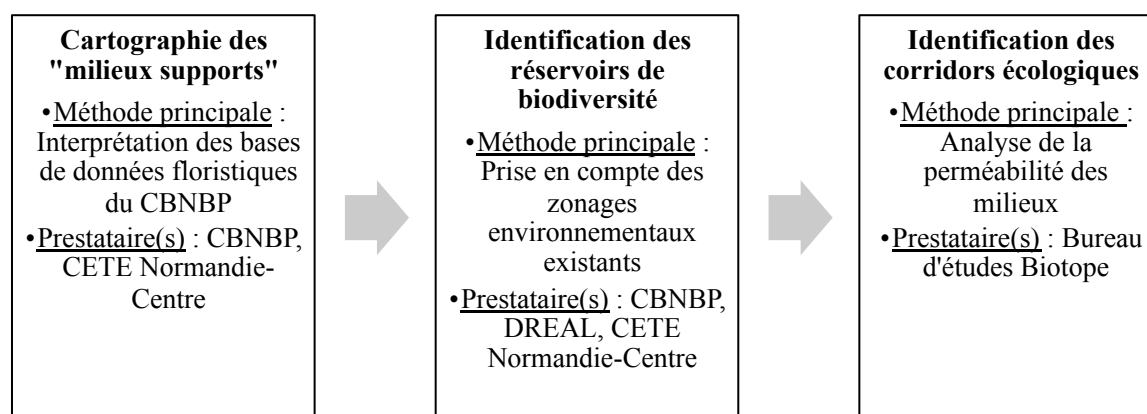 Cartographie des
"milieux supports"
•Méthode principale :
Interprétation des bases
de données floristiques
du CBNBP
•Prestataire(s) : CBNBP,
CETE Normandie-
Centre
Identification des
réservoirs de
biodiversité
•Méthode principale :
Prise en compte des
zonages
environnementaux
existants
•Prestataire(s) : CBNBP,
DREAL, CETE
Normandie-Centre
Identification des
corridors écologiques
•Méthode principale :
Analyse de la
perméabilité des
milieux
•Prestataire(s) : Bureau
d'études Biotope